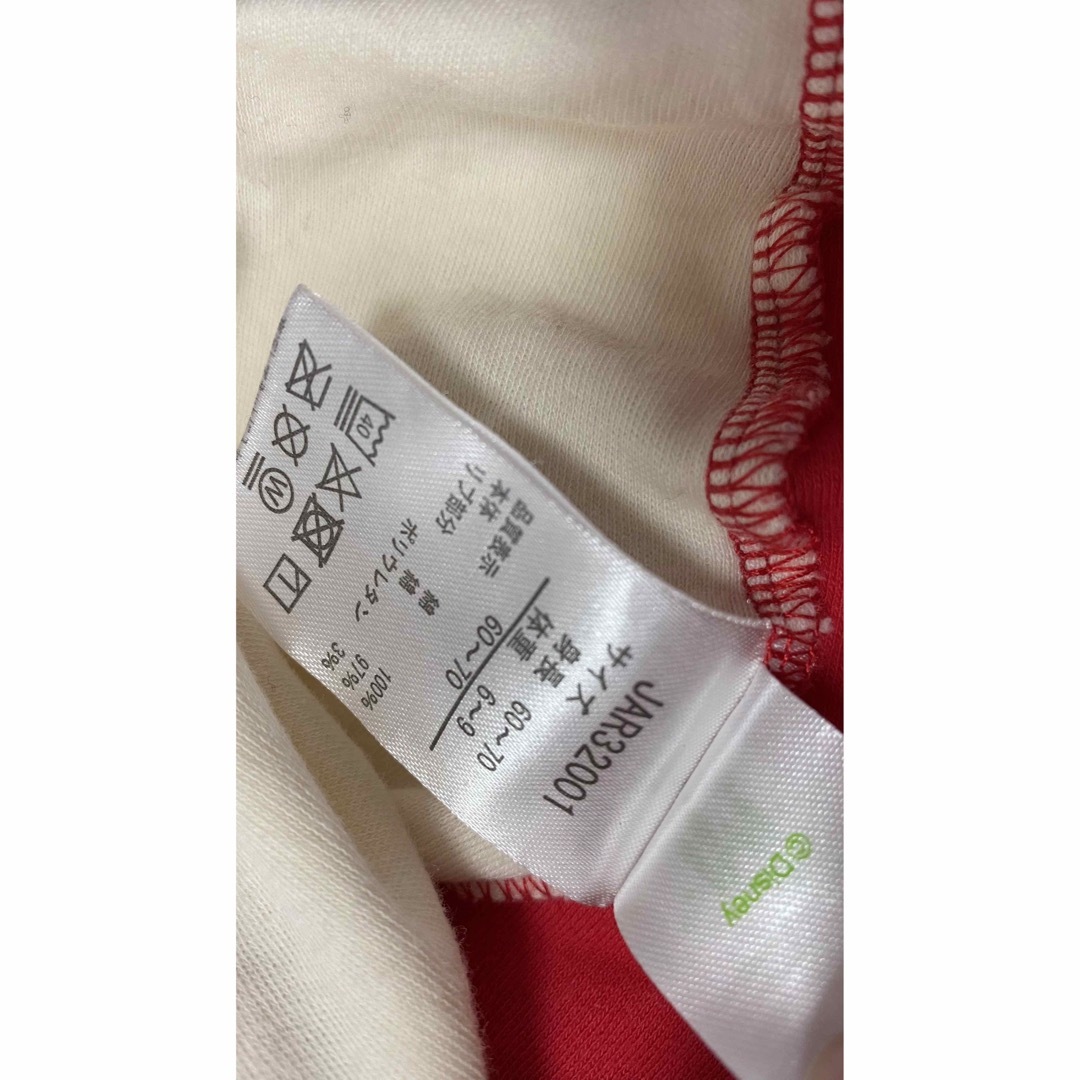 JAR32001
サイズ 60～70
身長 6～9
体重 60～70
品質表示
本体 綿 100%
リブ部分 綿 97%
ポリウレタン 3%
40
W
©Disney